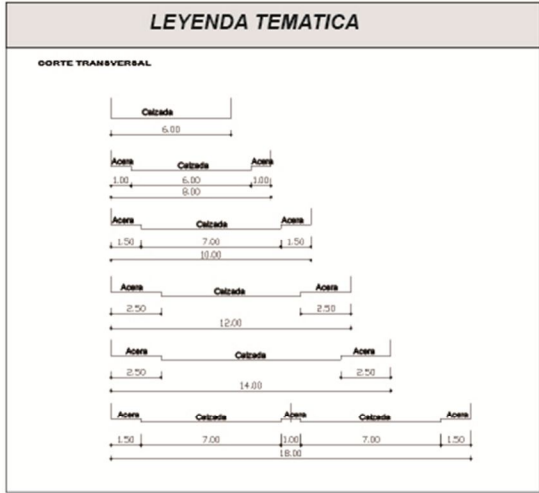 LEYENDA TEMATICA
CORTE TRANSVERSAL
Calzada
6.00
Acera Calzada Acera
1.00 6.00 1.00
8.00
Acera Calzada Acera
1.50 7.00 1.50
10.00
Acera Calzada Acera
2.50 2.50
12.00
Acera Calzada Acera
2.50 2.50
14.00
Acera Calzada Acera Calzada Acera
1.50 7.00 1.00 7.00 1.50
18.00